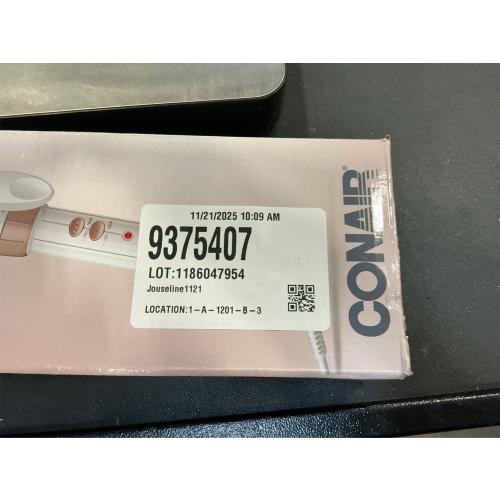 11/21/2025 10:09 AM
9375407
LOT:1186047954
Jouseline1121
LOCATION:1-A-1201-B-3
CONAIR®